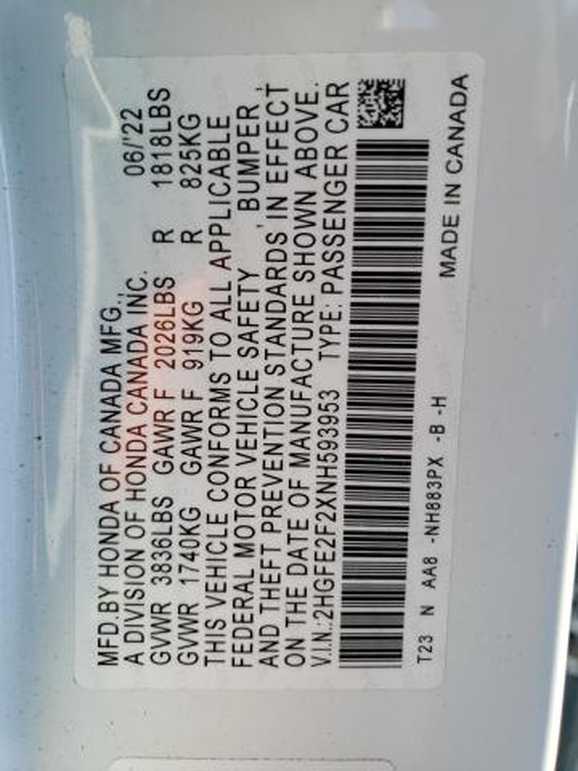 MFD.BY HONDA OF CANADA MFG., 06/'22
A DIVISION OF HONDA CANADA INC.
GVWR 3836LBS GAWR F 2026LBS R 1818LBS
GVWR 1740KG GAWR F 919KG R 825KG
THIS VEHICLE CONFORMS TO ALL APPLICABLE
FEDERAL MOTOR VEHICLE SAFETY , BUMPER ,
AND THEFT PREVENTION STANDARDS IN EFFECT
ON THE DATE OF MANUFACTURE SHOWN ABOVE.
V.I.N.:2HGFE2F2XNH593953 TYPE: PASSENGER CAR
T23 N AA8 -NH883PX -B -H
MADE IN CANADA